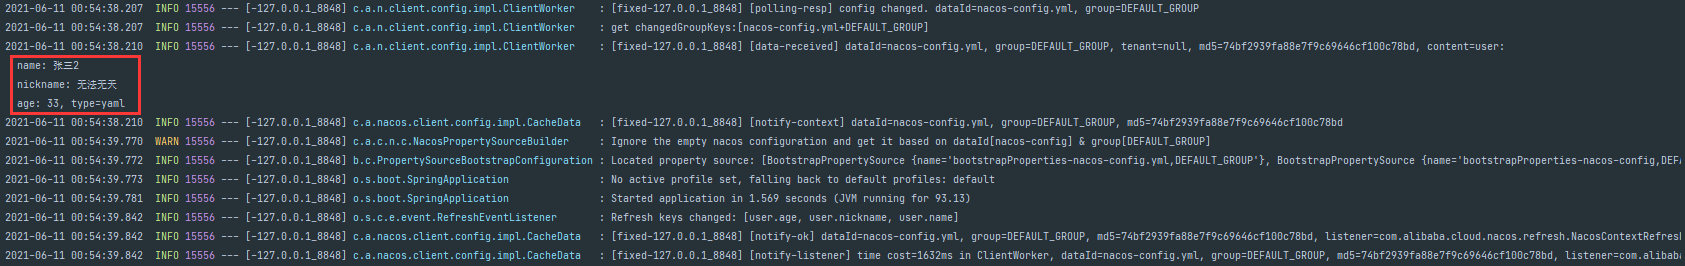 2021-06-11 00:54:38.207  INFO 15556 --- [-127.0.0.1_8848] c.a.n.client.config.impl.ClientWorker    : [fixed-127.0.0.1_8848] [polling-resp] config changed. dataId=nacos-config.yml, group=DEFAULT_GROUP
2021-06-11 00:54:38.207  INFO 15556 --- [-127.0.0.1_8848] c.a.n.client.config.impl.ClientWorker    : get changedGroupKeys:[nacos-config.yml+DEFAULT_GROUP]
2021-06-11 00:54:38.210  INFO 15556 --- [-127.0.0.1_8848] c.a.n.client.config.impl.ClientWorker    : [fixed-127.0.0.1_8848] [data-received] dataId=nacos-config.yml, group=DEFAULT_GROUP, tenant=null, md5=74bf2939fa88e7f9c69646cf100c78bd, content=user:
  name: 张三2
  nickname: 无法无天
  age: 33, type=yaml
2021-06-11 00:54:38.210  INFO 15556 --- [-127.0.0.1_8848] c.a.nacos.client.config.impl.CacheData   : [fixed-127.0.0.1_8848] [notify-context] dataId=nacos-config.yml, group=DEFAULT_GROUP, md5=74bf2939fa88e7f9c69646cf100c78bd
2021-06-11 00:54:39.770  WARN 15556 --- [-127.0.0.1_8848] c.a.c.n.c.NacosPropertySourceBuilder     : Ignore the empty nacos configuration and get it based on dataId[nacos-config] & group[DEFAULT_GROUP]
2021-06-11 00:54:39.772  INFO 15556 --- [-127.0.0.1_8848] b.c.PropertySourceBootstrapConfiguration : Located property source: [BootstrapPropertySource {name='bootstrapProperties-nacos-config.yml,DEFAULT_GROUP'}, BootstrapPropertySource {name='bootstrapProperties-nacos-config,DEFA
2021-06-11 00:54:39.773  INFO 15556 --- [-127.0.0.1_8848] o.s.boot.SpringApplication               : No active profile set, falling back to default profiles: default
2021-06-11 00:54:39.781  INFO 15556 --- [-127.0.0.1_8848] o.s.boot.SpringApplication               : Started application in 1.569 seconds (JVM running for 93.13)
2021-06-11 00:54:39.842  INFO 15556 --- [-127.0.0.1_8848] o.s.c.e.event.RefreshEventListener       : Refresh keys changed: [user.age, user.nickname, user.name]
2021-06-11 00:54:39.842  INFO 15556 --- [-127.0.0.1_8848] c.a.nacos.client.config.impl.CacheData   : [fixed-127.0.0.1_8848] [notify-ok] dataId=nacos-config.yml, group=DEFAULT_GROUP, md5=74bf2939fa88e7f9c69646cf100c78bd, listener=com.alibaba.cloud.nacos.refresh.NacosContextRefresh
2021-06-11 00:54:39.842  INFO 15556 --- [-127.0.0.1_8848] c.a.nacos.client.config.impl.CacheData   : [fixed-127.0.0.1_8848] [notify-listener] time cost=1632ms in ClientWorker, dataId=nacos-config.yml, group=DEFAULT_GROUP, md5=74bf2939fa88e7f9c69646cf100c78bd, listener=com.alibaba